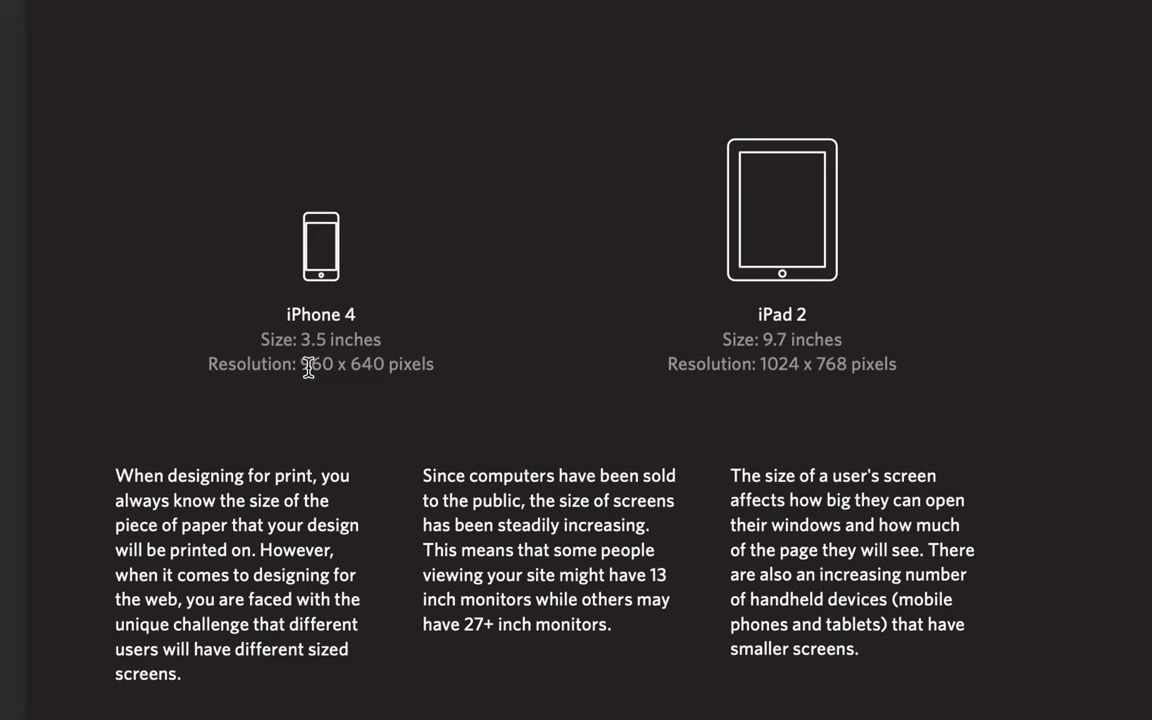 iPhone 4
Size: 3.5 inches
Resolution: 960 x 640 pixels
iPad 2
Size: 9.7 inches
Resolution: 1024 x 768 pixels
When designing for print, you
always know the size of the
piece of paper that your design
will be printed on. However,
when it comes to designing for
the web, you are faced with the
unique challenge that different
users will have different sized
screens.
Since computers have been sold
to the public, the size of screens
has been steadily increasing.
This means that some people
viewing your site might have 13
inch monitors while others may
have 27+ inch monitors.
The size of a user's screen
affects how big they can open
their windows and how much
of the page they will see. There
are also an increasing number
of handheld devices (mobile
phones and tablets) that have
smaller screens.